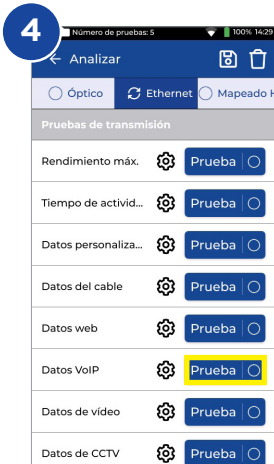 4
Número de pruebas: 5 100% 14:29
Analizar
Óptico Ethernet Mapeado H
Pruebas de transmisión
Rendimiento máx. Prueba
Tiempo de activid... Prueba
Datos personaliza... Prueba
Datos del cable Prueba
Datos web Prueba
Datos VoIP Prueba
Datos de vídeo Prueba
Datos de CCTV Prueba